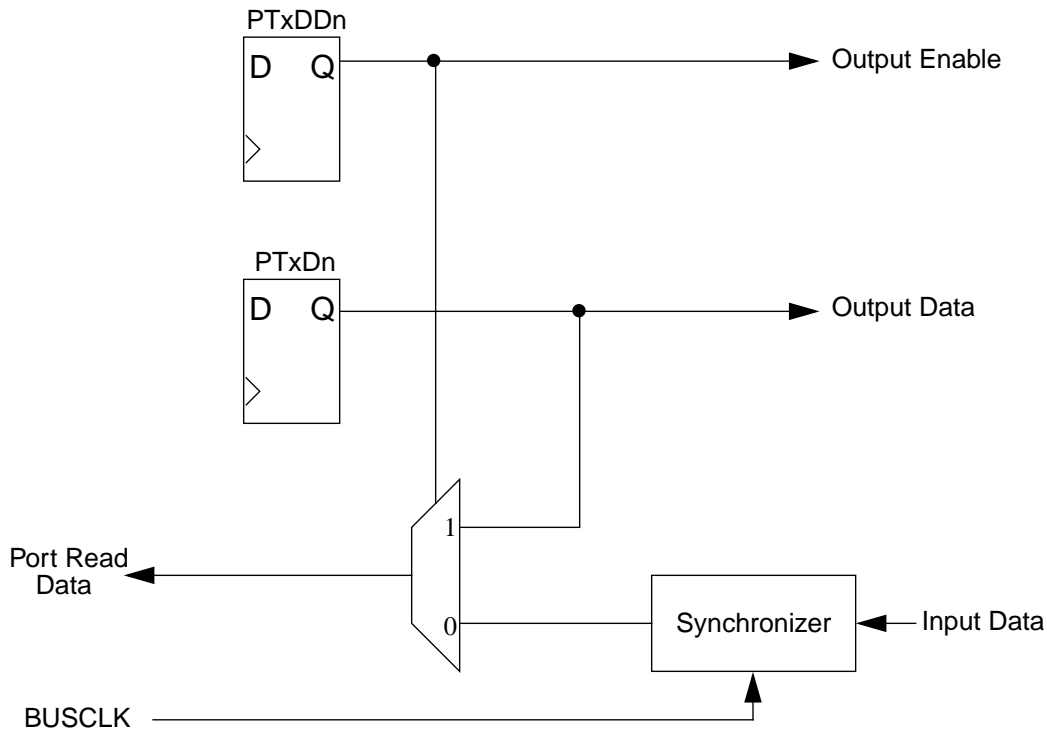 PTxDDn
D Q
Output Enable
PTxDn
D Q
Output Data
1
Port Read
Data
0
Synchronizer
Input Data
BUSCLK